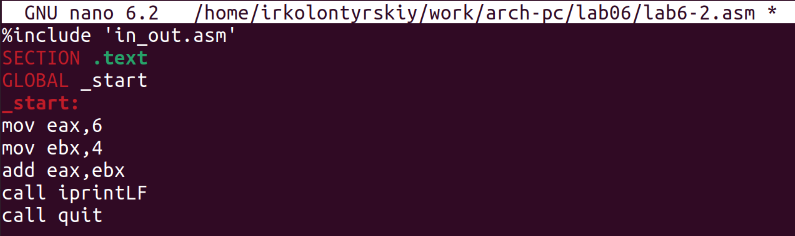 GNU nano 6.2 /home/irkolontyrskiy/work/arch-pc/lab06/lab6-2.asm *
%include 'in_out.asm'
SECTION .text
GLOBAL _start
_start:
mov eax,6
mov ebx,4
add eax,ebx
call iprintLF
call quit